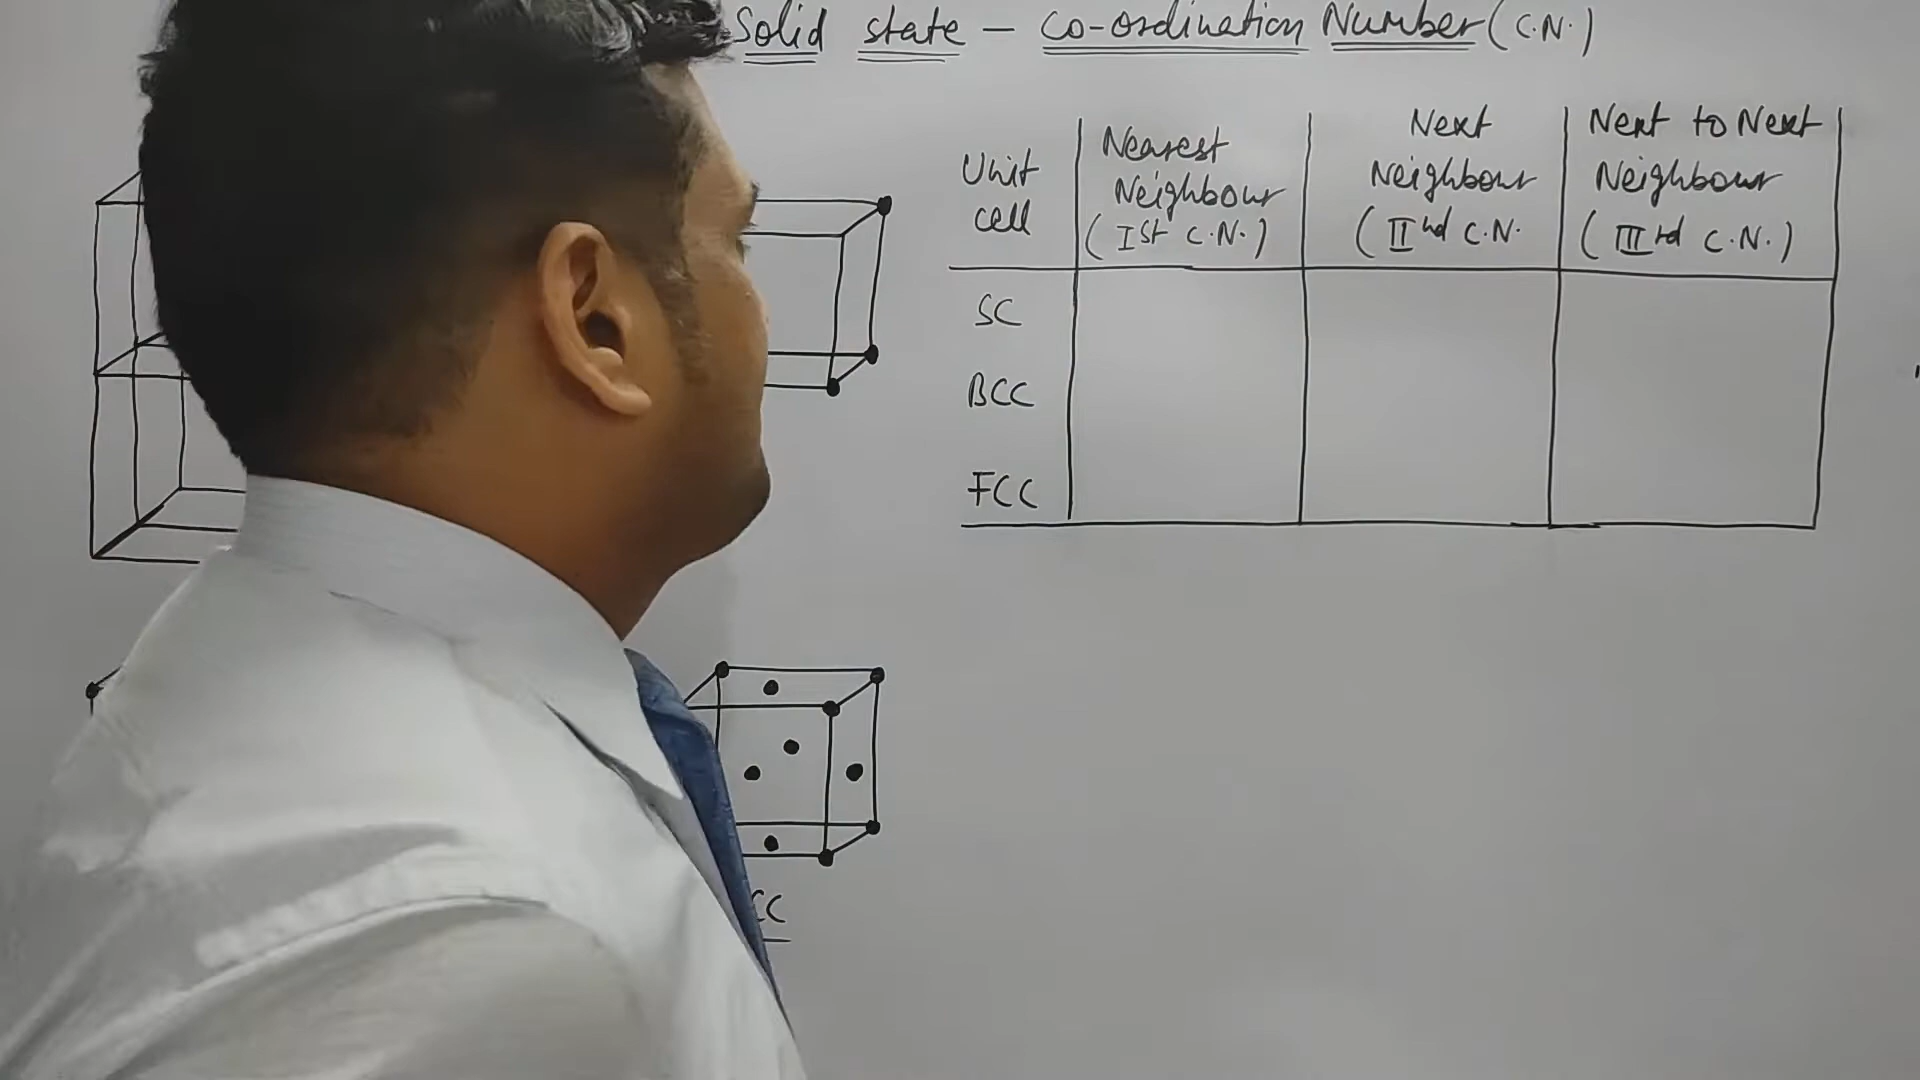 Solid state – Co-ordination Number (C.N.)
Unit cell
Nearest
Neighbour
(Ist C.N.)
Next
Neighbour
(IInd C.N.
Next to Next
Neighbour
(IIIrd C.N.)
SC
BCC
FCC
CC